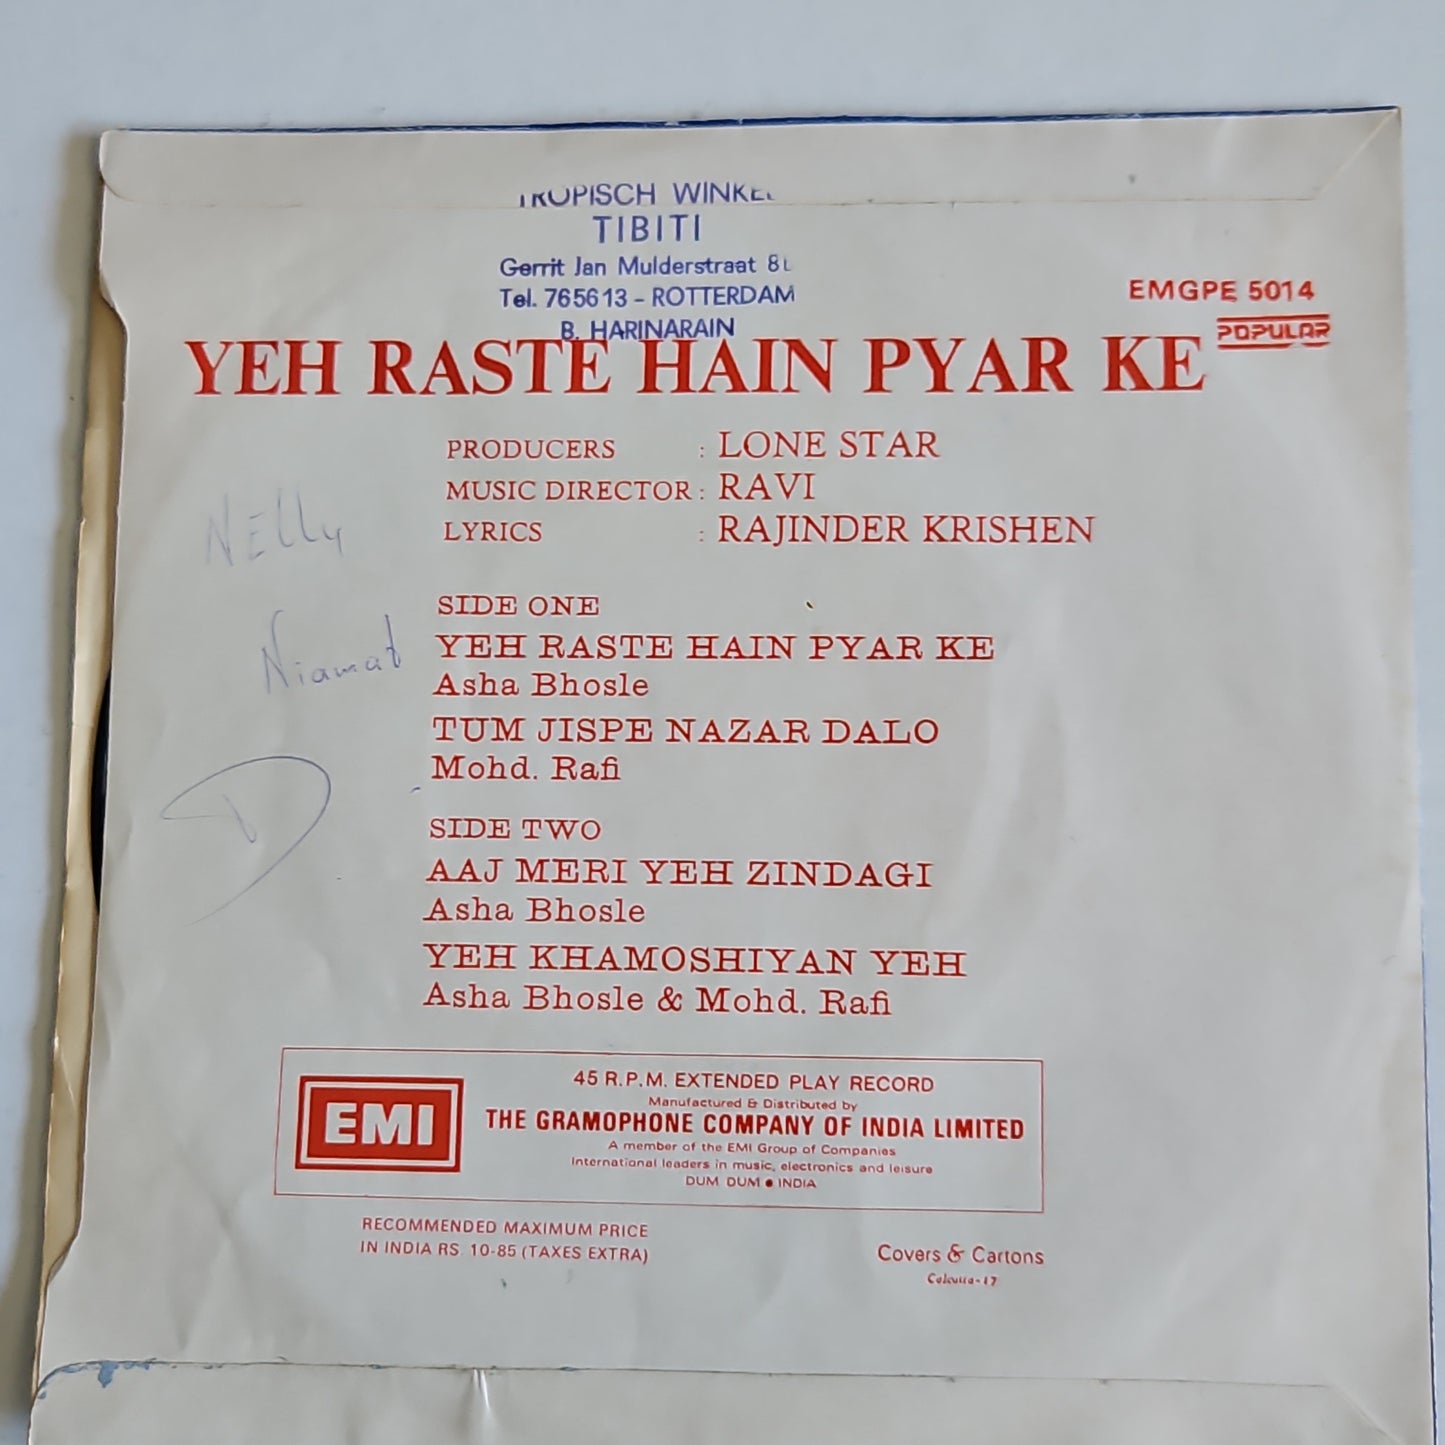 TROPISCH WINKEL
TIBITI
Gerrit Jan Mulderstraat
Tel. 765613 - ROTTERDAM
B. HARINARAIN
EMGPE 5014
POPULAR
YEH RASTE HAIN PYAR KE
PRODUCERS : LONE STAR
MUSIC DIRECTOR : RAVI
LYRICS : RAJINDER KRISHEN
Nelly
Niamat
SIDE ONE
YEH RASTE HAIN PYAR KE
Asha Bhosle
TUM JISPE NAZAR DALO
Mohd. Rafi
SIDE TWO
AAJ MERI YEH ZINDAGI
Asha Bhosle
YEH KHAMOSHIYAN YEH
Asha Bhosle & Mohd. Rafi
EMI
45 R.P.M. EXTENDED PLAY RECORD
Manufactured & Distributed by
THE GRAMOPHONE COMPANY OF INDIA LIMITED
A member of the EMI Group of Companies
International leaders in music, electronics and leisure
DUM DUM ● INDIA
RECOMMENDED MAXIMUM PRICE
IN INDIA RS. 10-85 (TAXES EXTRA)
Covers & Cartons
Calcutta-17